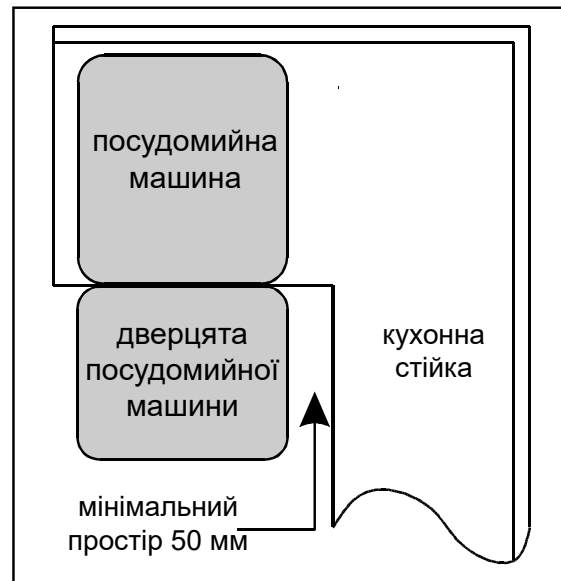 посудомийна
машина
дверцята
посудомийної
машини
кухонна
стійка
мінімальний
простір 50 мм